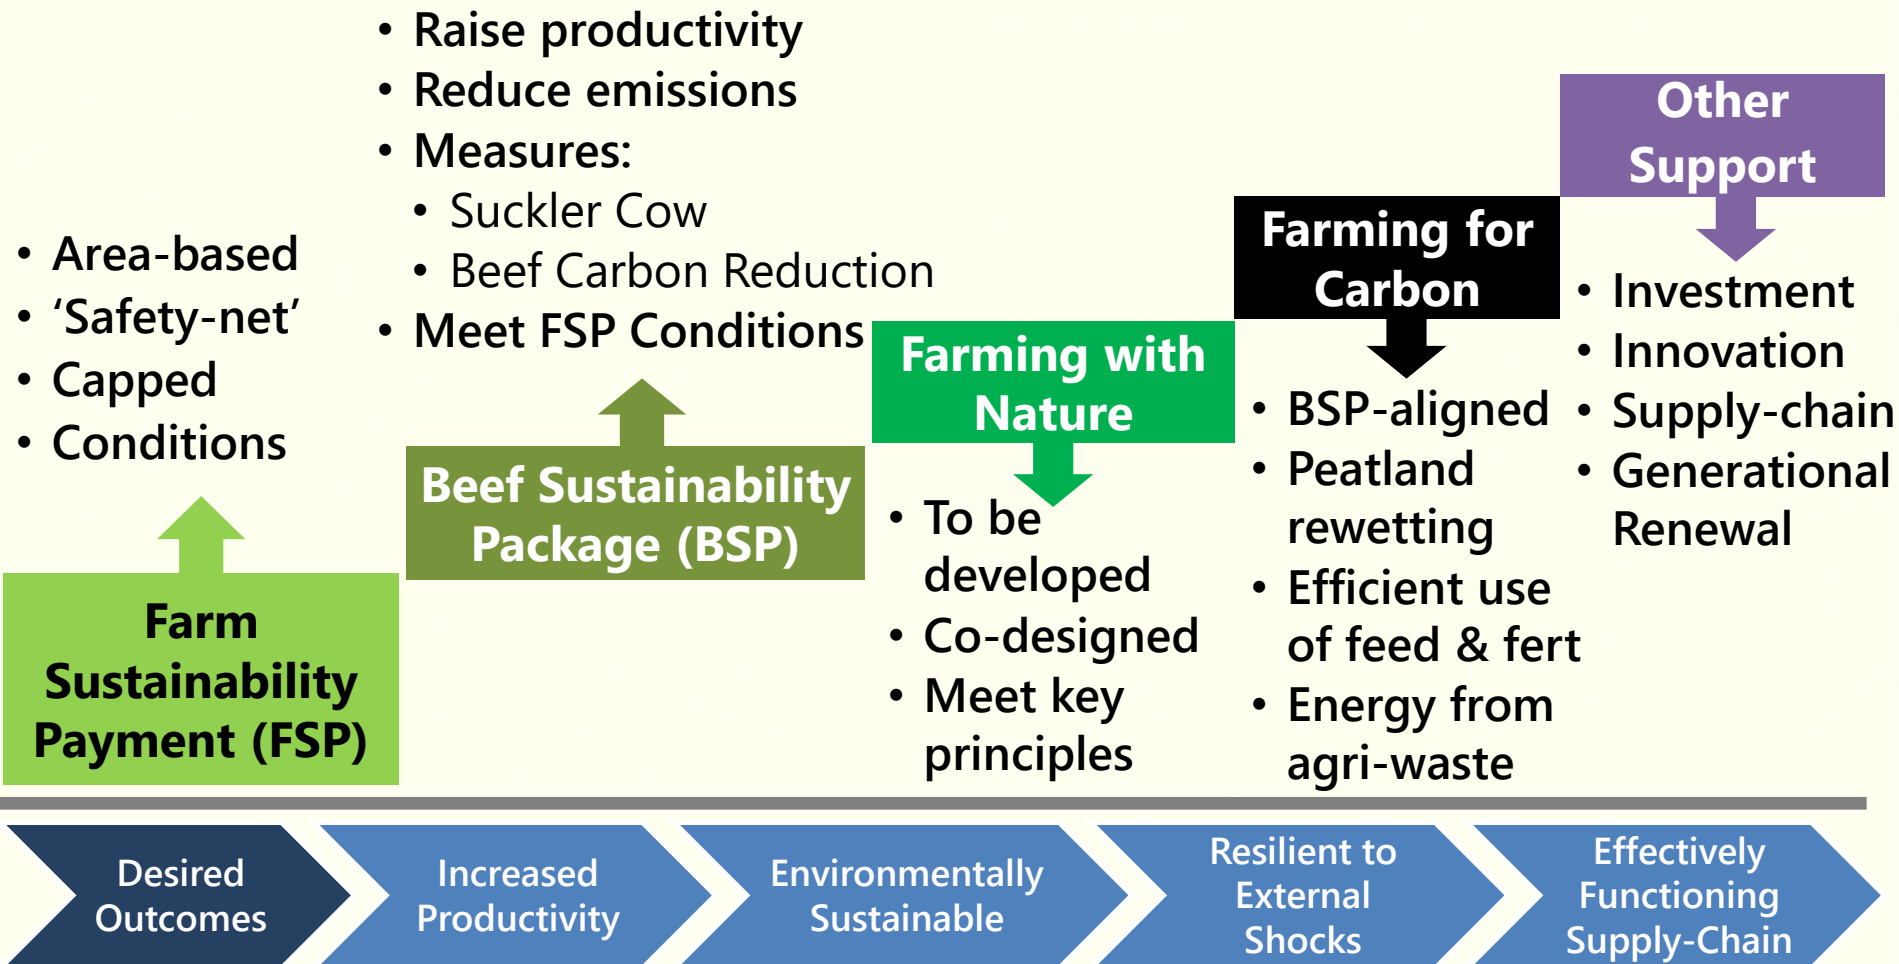 • Area-based
• ‘Safety-net’
• Capped
• Conditions
Farm
Sustainability
Payment (FSP)
• Raise productivity
• Reduce emissions
• Measures:
• Suckler Cow
• Beef Carbon Reduction
• Meet FSP Conditions
Beef Sustainability
Package (BSP)
Farming with
Nature
• To be
developed
• Co-designed
• Meet key
principles
Farming for
Carbon
• BSP-aligned
• Peatland
rewetting
• Efficient use
of feed & fert
• Energy from
agri-waste
Other
Support
• Investment
• Innovation
• Supply-chain
• Generational
Renewal
Desired
Outcomes
Increased
Productivity
Environmentally
Sustainable
Resilient to
External
Shocks
Effectively
Functioning
Supply-Chain